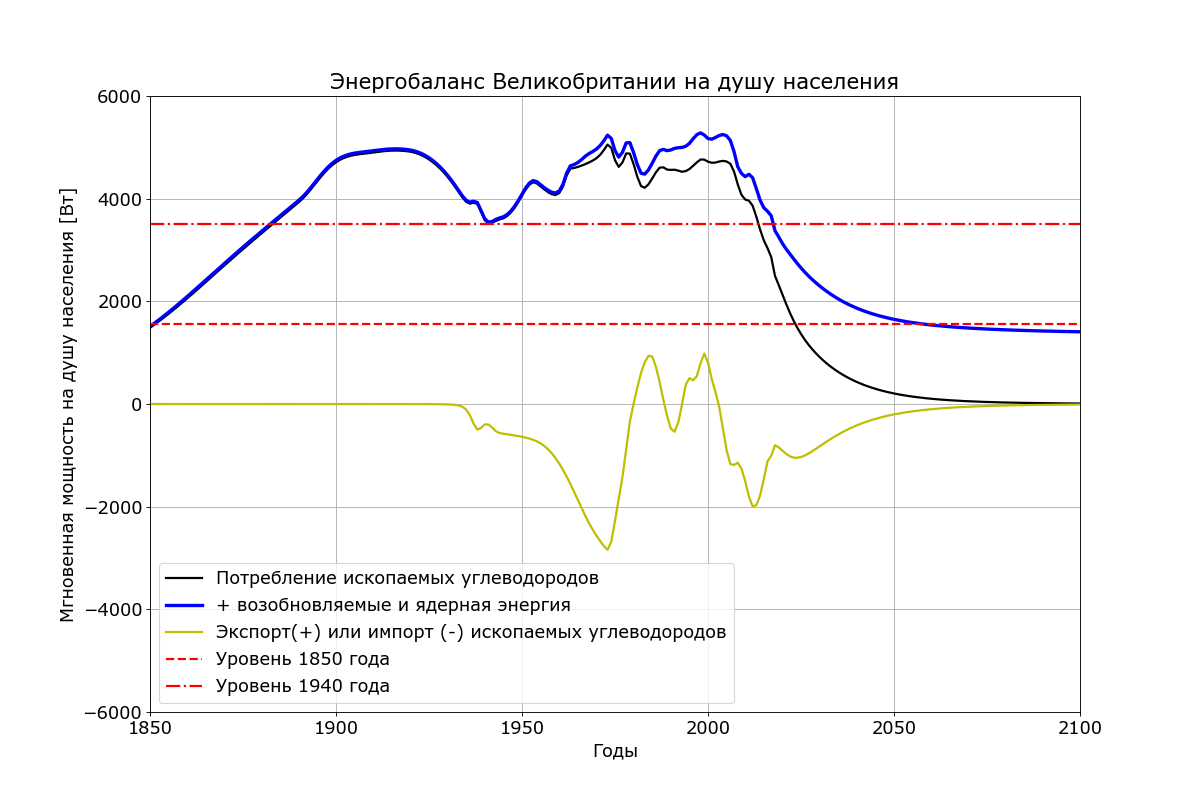 Энергобаланс Великобритании на душу населения
6000
4000
2000
0
−2000
−4000
−6000
Мгновенная мощность на душу населения [Вт]
Потребление ископаемых углеводородов
+ возобновляемые и ядерная энергия
Экспорт(+) или импорт (-) ископаемых углеводородов
Уровень 1850 года
Уровень 1940 года
1850 1900 1950 2000 2050 2100
Годы